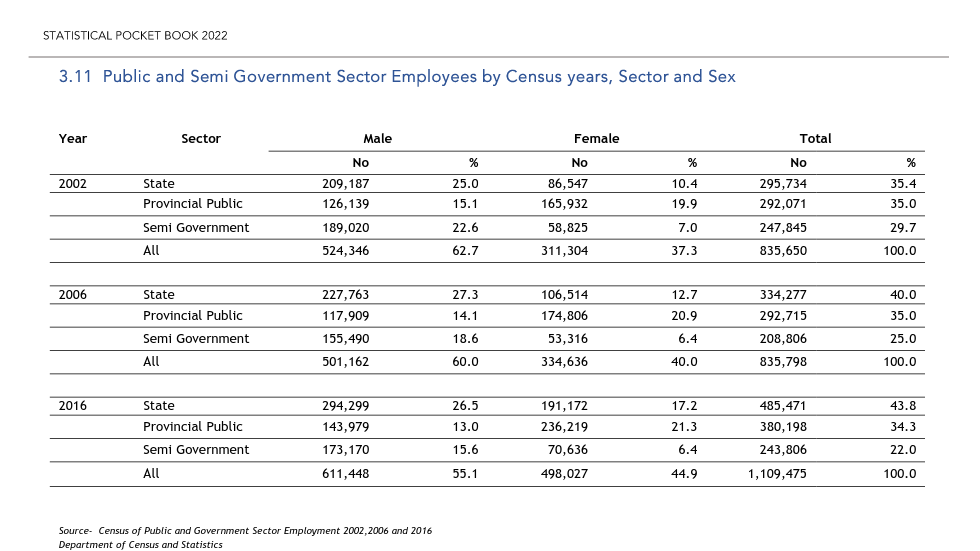 STATISTICAL POCKET BOOK 2022
3.11 Public and Semi Government Sector Employees by Census years, Sector and Sex
Year Sector Male Female Total
No % No % No %
2002 State 209,187 25.0 86,547 10.4 295,734 35.4
Provincial Public 126,139 15.1 165,932 19.9 292,071 35.0
Semi Government 189,020 22.6 58,825 7.0 247,845 29.7
All 524,346 62.7 311,304 37.3 835,650 100.0
2006 State 227,763 27.3 106,514 12.7 334,277 40.0
Provincial Public 117,909 14.1 174,806 20.9 292,715 35.0
Semi Government 155,490 18.6 53,316 6.4 208,806 25.0
All 501,162 60.0 334,636 40.0 835,798 100.0
2016 State 294,299 26.5 191,172 17.2 485,471 43.8
Provincial Public 143,979 13.0 236,219 21.3 380,198 34.3
Semi Government 173,170 15.6 70,636 6.4 243,806 22.0
All 611,448 55.1 498,027 44.9 1,109,475 100.0
Source- Census of Public and Government Sector Employment 2002,2006 and 2016
Department of Census and Statistics